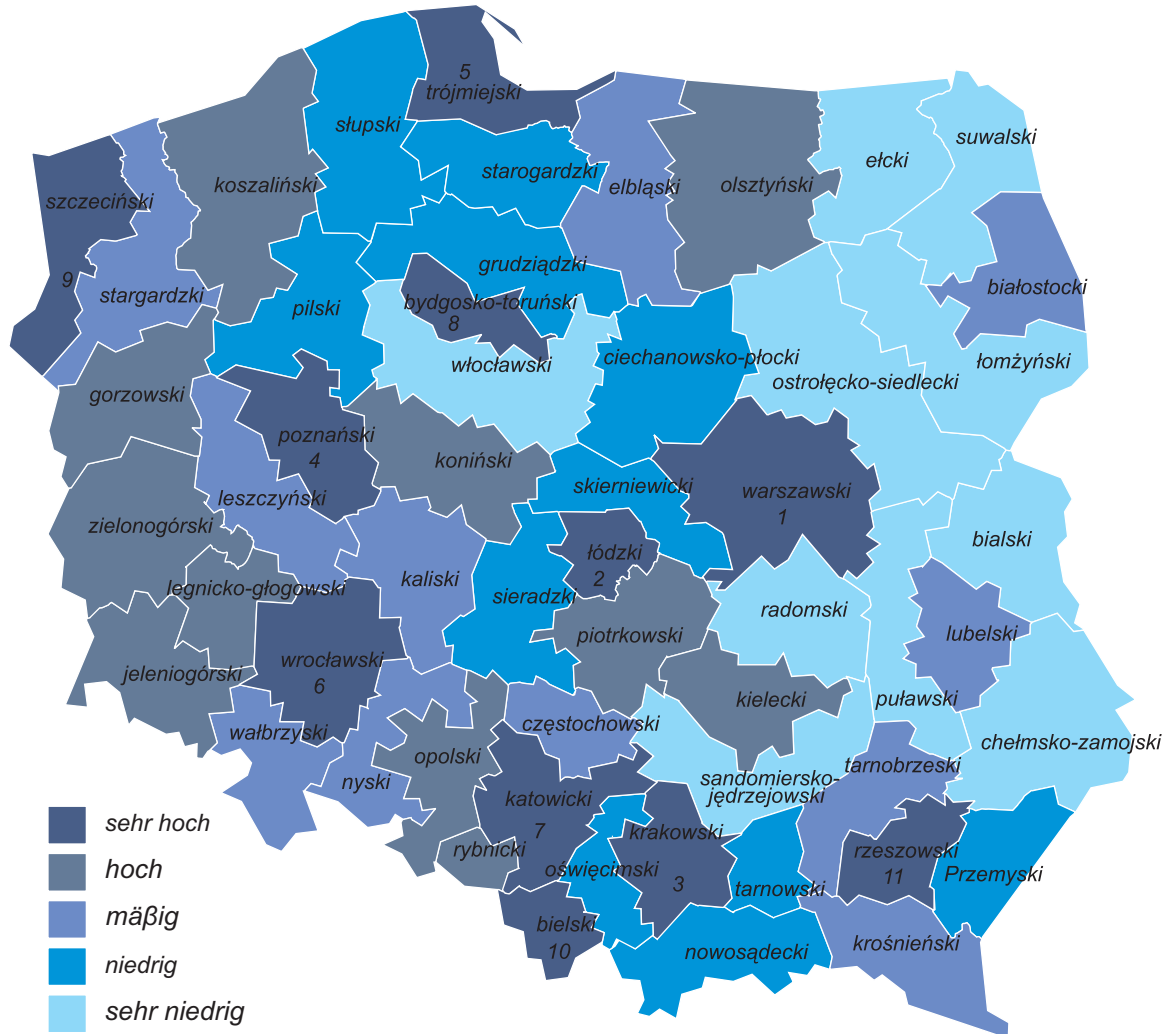 5
trójmiejski
słupski
suwalski
ełcki
starogardzki
elbląski
olsztyński
koszaliński
szczeciński
9
stargardzki
grudziądzki
białostocki
bydgosko-toruński
8
pilski
włocławski
ciechanowsko-płocki
łomżyński
ostrołęcko-siedlecki
gorzowski
poznański
4
koniński
skierniewicki
warszawski
1
leszczyński
zielonogórski
łódzki
2
bialski
legnicko-głogowski
kaliski
sieradzki
radomski
lubelski
piotrkowski
jeleniogórski
wrocławski
6
kielecki
puławski
wałbrzyski
częstochowski
chełmsko-zamojski
opolski
nyski
tarnobrzeski
sandomiersko-
jędrzejowski
katowicki
7
krakowski
3
rybnicki
oświęcimski
tarnowski
rzeszowski
11
Przemyski
bielski
10
nowosądecki
krośnieński
sehr hoch
hoch
mäβig
niedrig
sehr niedrig